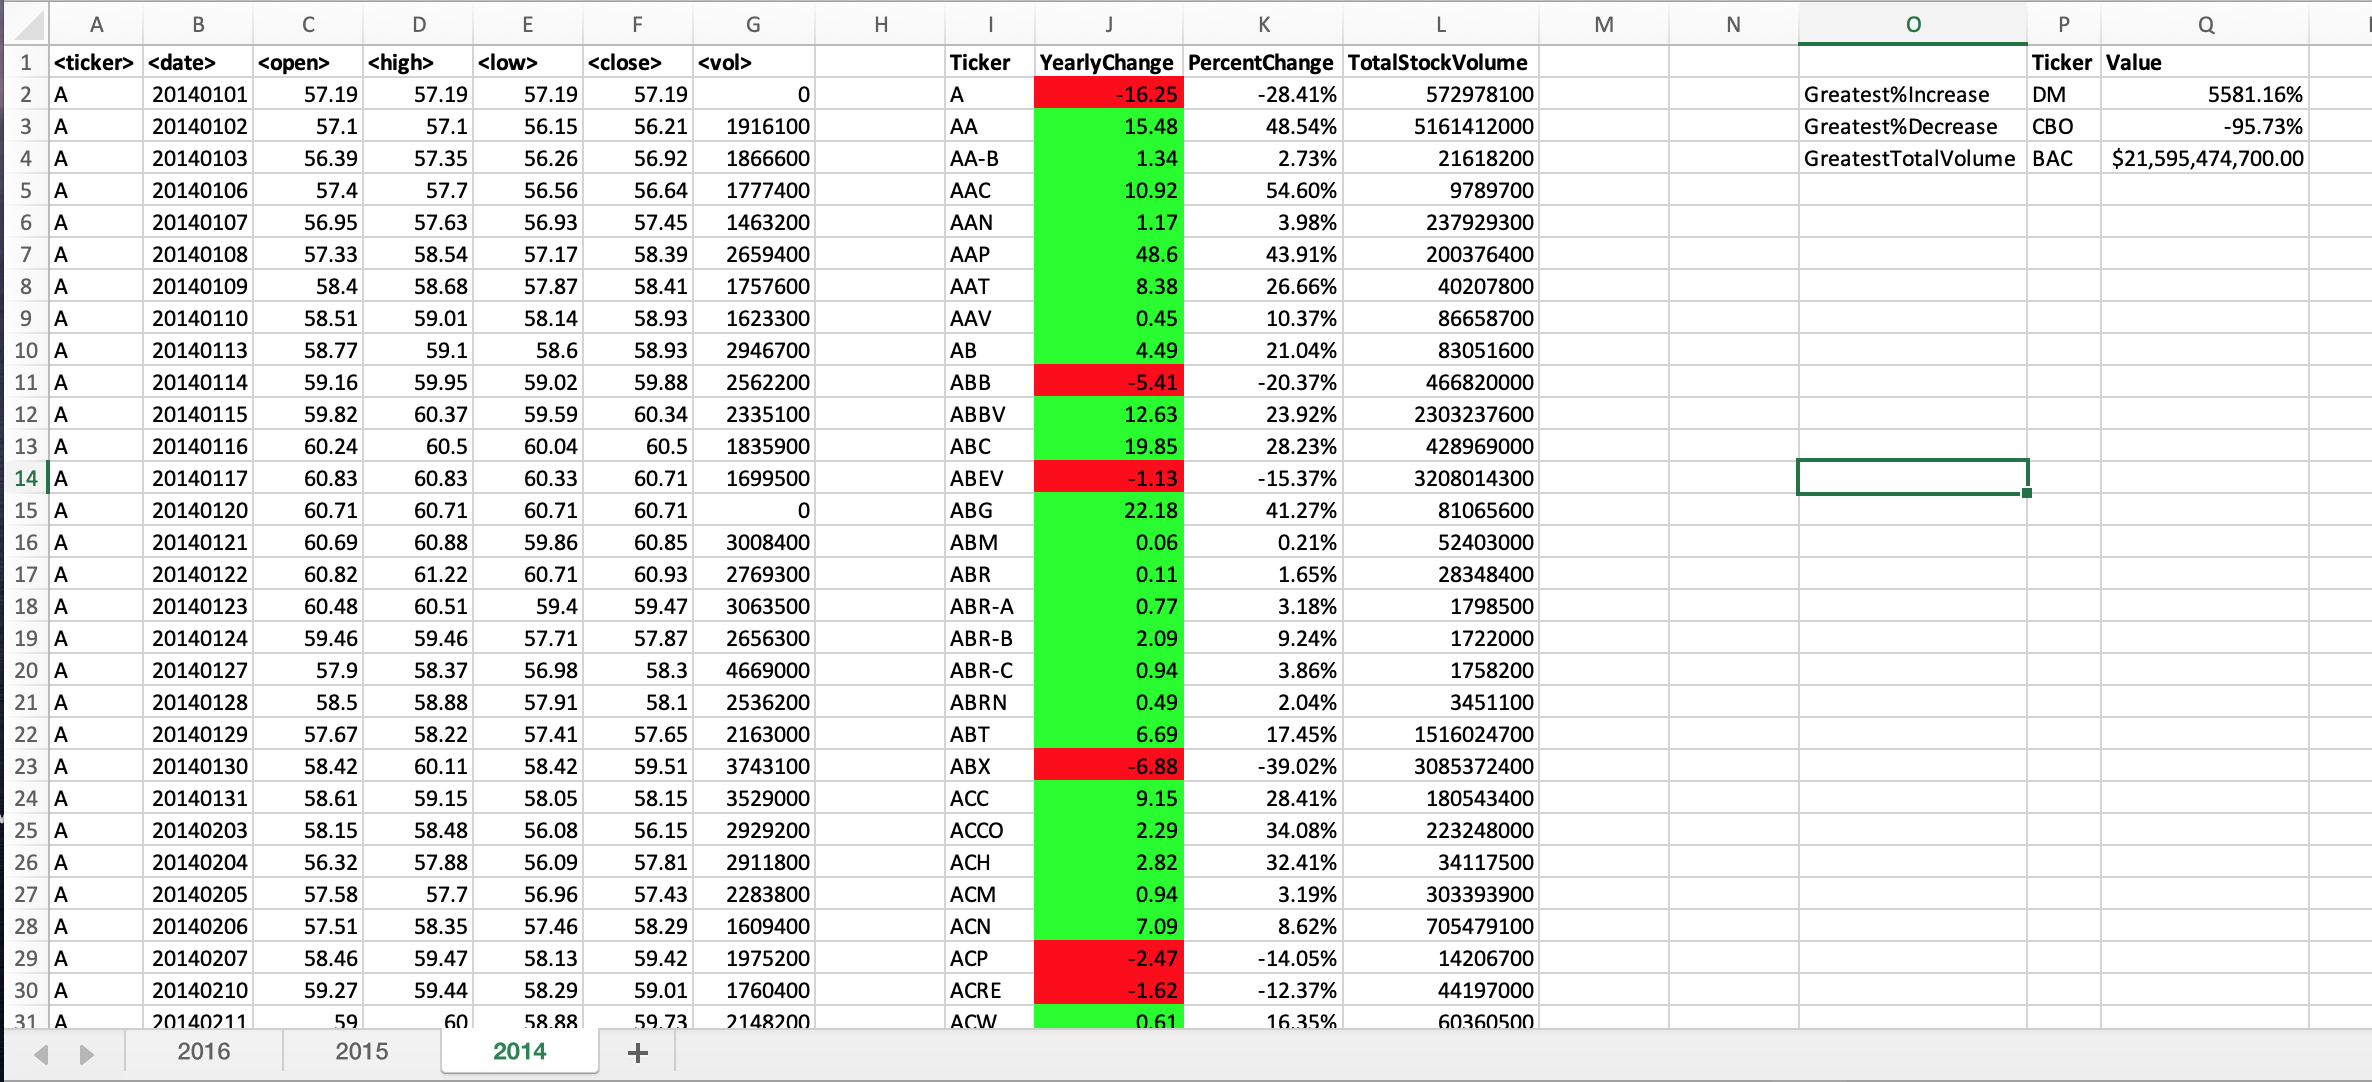 A B C D E F G H I J K L M N O P Q
1 <ticker> <date> <open> <high> <low> <close> <vol> Ticker YearlyChange PercentChange TotalStockVolume Ticker Value
2 A 20140101 57.19 57.19 57.19 57.19 0 A -16.25 -28.41% 572978100 Greatest%Increase DM 5581.16%
3 A 20140102 57.1 57.1 56.15 56.21 1916100 AA 15.48 48.54% 5161412000 Greatest%Decrease CBO -95.73%
4 A 20140103 56.39 57.35 56.26 56.92 1866600 AA-B 1.34 2.73% 21618200 GreatestTotalVolume BAC $21,595,474,700.00
5 A 20140106 57.4 57.7 56.56 56.64 1777400 AAC 10.92 54.60% 9789700
6 A 20140107 56.95 57.63 56.93 57.45 1463200 AAN 1.17 3.98% 237929300
7 A 20140108 57.33 58.54 57.17 58.39 2659400 AAP 48.6 43.91% 200376400
8 A 20140109 58.4 58.68 57.87 58.41 1757600 AAT 8.38 26.66% 40207800
9 A 20140110 58.51 59.01 58.14 58.93 1623300 AAV 0.45 10.37% 86658700
10 A 20140113 58.77 59.1 58.6 58.93 2946700 AB 4.49 21.04% 83051600
11 A 20140114 59.16 59.95 59.02 59.88 2562200 ABB -5.41 -20.37% 466820000
12 A 20140115 59.82 60.37 59.59 60.34 2335100 ABBV 12.63 23.92% 2303237600
13 A 20140116 60.24 60.5 60.04 60.5 1835900 ABC 19.85 28.23% 428969000
14 A 20140117 60.83 60.83 60.33 60.71 1699500 ABEV -1.13 -15.37% 3208014300
15 A 20140120 60.71 60.71 60.71 60.71 0 ABG 22.18 41.27% 81065600
16 A 20140121 60.69 60.88 59.86 60.85 3008400 ABM 0.06 0.21% 52403000
17 A 20140122 60.82 61.22 60.71 60.93 2769300 ABR 0.11 1.65% 28348400
18 A 20140123 60.48 60.51 59.4 59.47 3063500 ABR-A 0.77 3.18% 1798500
19 A 20140124 59.46 59.46 57.71 57.87 2656300 ABR-B 2.09 9.24% 1722000
20 A 20140127 57.9 58.37 56.98 58.3 4669000 ABR-C 0.94 3.86% 1758200
21 A 20140128 58.5 58.88 57.91 58.1 2536200 ABRN 0.49 2.04% 3451100
22 A 20140129 57.67 58.22 57.41 57.65 2163000 ABT 6.69 17.45% 1516024700
23 A 20140130 58.42 60.11 58.42 59.51 3743100 ABX -6.88 -39.02% 3085372400
24 A 20140131 58.61 59.15 58.05 58.15 3529000 ACC 9.15 28.41% 180543400
25 A 20140203 58.15 58.48 56.08 56.15 2929200 ACCO 2.29 34.08% 223248000
26 A 20140204 56.32 57.88 56.09 57.81 2911800 ACH 2.82 32.41% 34117500
27 A 20140205 57.58 57.7 56.96 57.43 2283800 ACM 0.94 3.19% 303393900
28 A 20140206 57.51 58.35 57.46 58.29 1609400 ACN 7.09 8.62% 705479100
29 A 20140207 58.46 59.47 58.13 59.42 1975200 ACP -2.47 -14.05% 14206700
30 A 20140210 59.27 59.44 58.29 59.01 1760400 ACRE -1.62 -12.37% 44197000
31 A 20140211 59 60 58.88 59.73 2148200 ACW 0.61 16.35% 60360500
2016 2015 2014 +